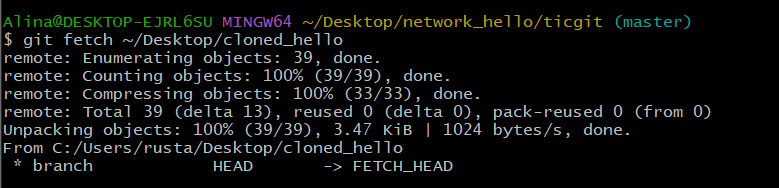 Alina@DESKTOP-EJRL6SU MINGW64 ~/Desktop/network_hello/ticgit (master)
$ git fetch ~/Desktop/cloned_hello
remote: Enumerating objects: 39, done.
remote: Counting objects: 100% (39/39), done.
remote: Compressing objects: 100% (33/33), done.
remote: Total 39 (delta 13), reused 0 (delta 0), pack-reused 0 (from 0)
Unpacking objects: 100% (39/39), 3.47 KiB | 1024 bytes/s, done.
From C:/Users/rusta/Desktop/cloned_hello
 * branch            HEAD       -> FETCH_HEAD